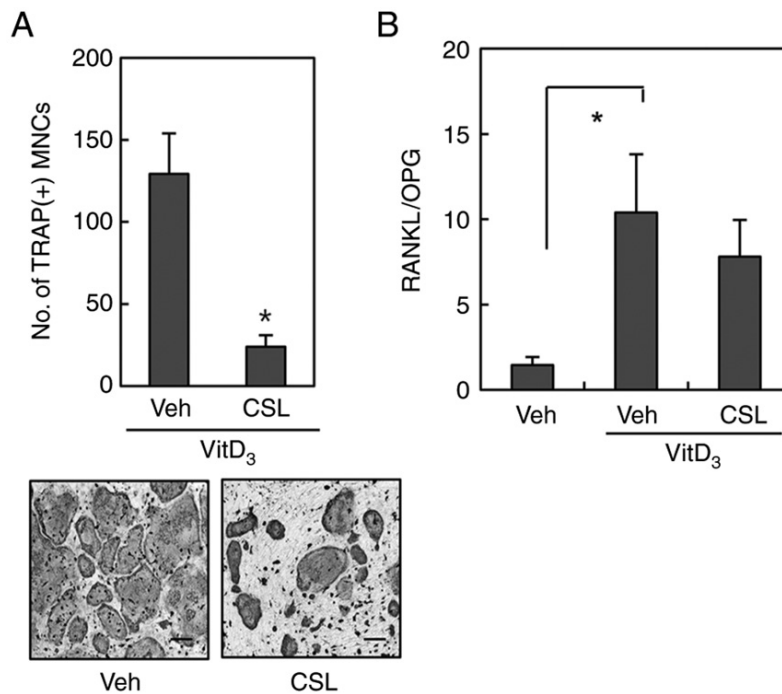 A
No. of TRAP(+) MNCs
200
150
100
50
0
*
Veh CSL
VitD₃
Veh CSL
B
RANKL/OPG
20
15
10
5
0
*
Veh Veh CSL
VitD₃